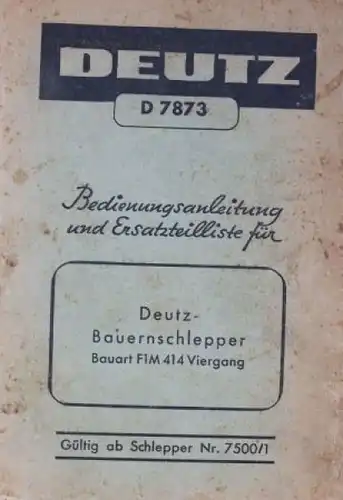 DEUTZ
D 7873
Bedienungsanleitung
und Ersatzteilliste für
Deutz-
Bauernschlepper
Bauart F1M 414 Viergang
Gültig ab Schlepper Nr. 7500/1